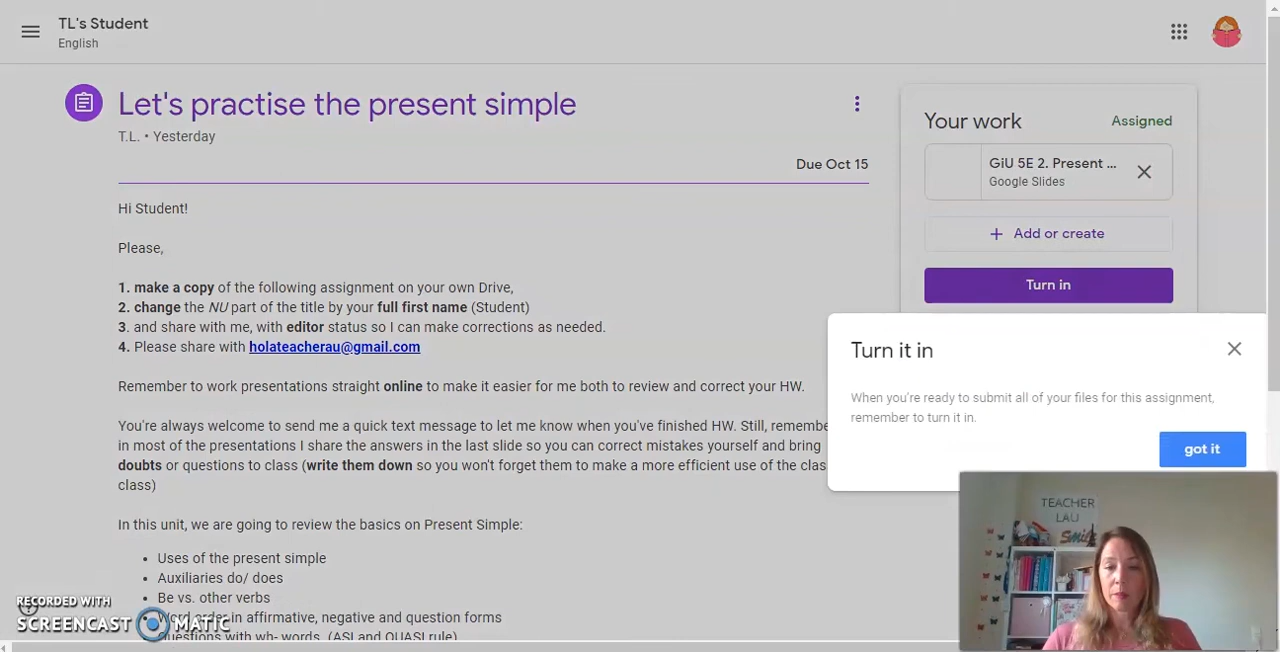 TL's Student
English
Let's practise the present simple
T.L. • Yesterday
Due Oct 15
Hi Student!
Please,
1. make a copy of the following assignment on your own Drive,
2. change the NU part of the title by your full first name (Student)
3. and share with me, with editor status so I can make corrections as needed.
4. Please share with holateacherau@gmail.com
Remember to work presentations straight online to make it easier for me both to review and correct your HW.
You're always welcome to send me a quick text message to let me know when you've finished HW. Still, remembe
in most of the presentations I share the answers in the last slide so you can correct mistakes yourself and bring
doubts or questions to class (write them down so you won't forget them to make a more efficient use of the clas
class)
In this unit, we are going to review the basics on Present Simple:
• Uses of the present simple
• Auxiliaries do/ does
• Be vs. other verbs
Word order in affirmative, negative and question forms
Questions with wh- words. (ASI and QUASI rule)
Your work
Assigned
GiU 5E 2. Present ...
Google Slides
+ Add or create
Turn in
Turn it in
When you're ready to submit all of your files for this assignment,
remember to turn it in.
got it
TEACHER
LAU
Smile
RECORDED WITH
SCREENCAST MATIC